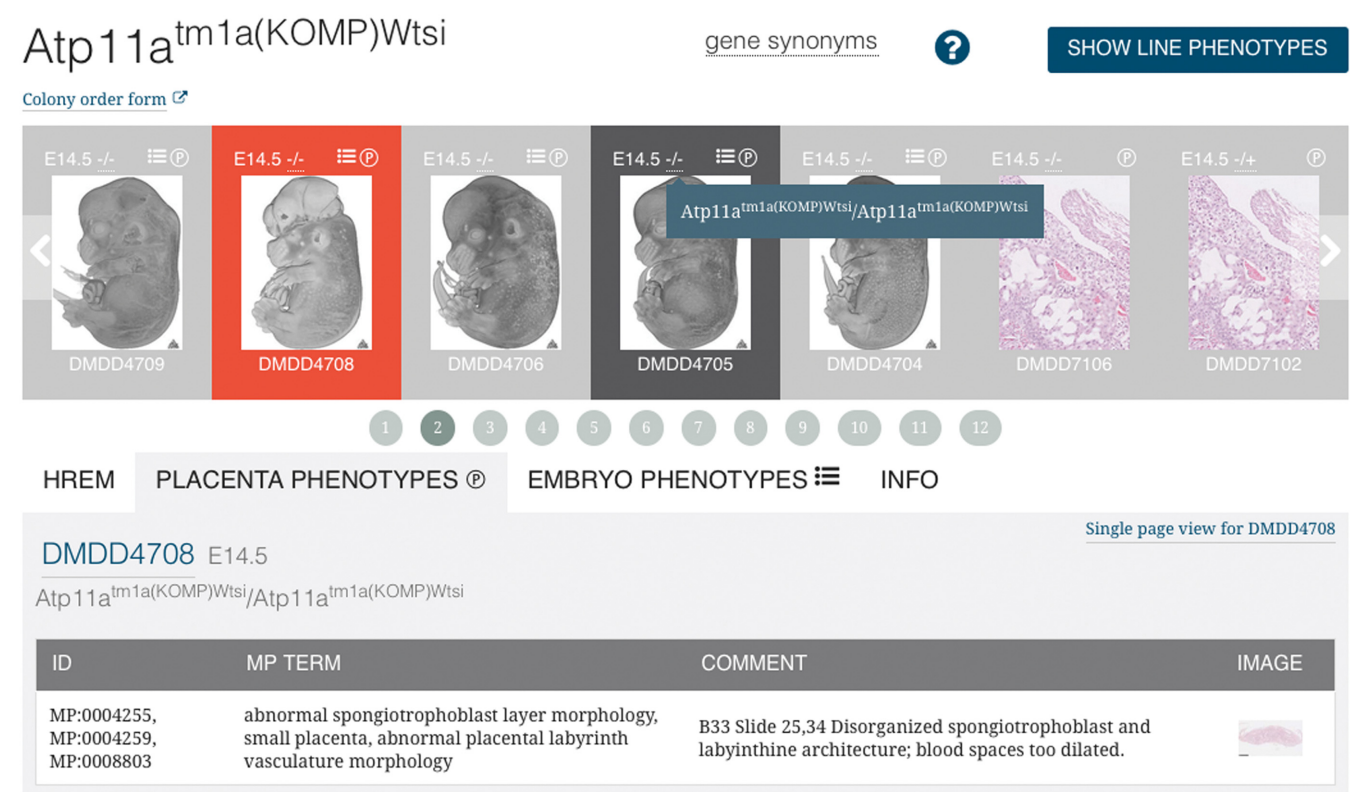 Atp11atm1a(KOMP)Wtsi
gene synonyms
?
SHOW LINE PHENOTYPES
Colony order form
E14.5 -/- P
E14.5 -/- P
E14.5 -/- P
E14.5 -/- P
E14.5 -/- P
E14.5 -/- P
E14.5 -/+ P
Atp11atm1a(KOMP)Wtsi/Atp11atm1a(KOMP)Wtsi
DMDD4709
DMDD4708
DMDD4706
DMDD4705
DMDD4704
DMDD7106
DMDD7102
1 2 3 4 5 6 7 8 9 10 11 12
HREM
PLACENTA PHENOTYPES P
EMBRYO PHENOTYPES
INFO
Single page view for DMDD4708
DMDD4708 E14.5
Atp11atm1a(KOMP)Wtsi/Atp11atm1a(KOMP)Wtsi
ID MP TERM COMMENT IMAGE
MP:0004255,
MP:0004259,
MP:0008803
abnormal spongiotrophoblast layer morphology,
small placenta, abnormal placental labyrinth
vasculature morphology
B33 Slide 25,34 Disorganized spongiotrophoblast and
labyinthine architecture; blood spaces too dilated.